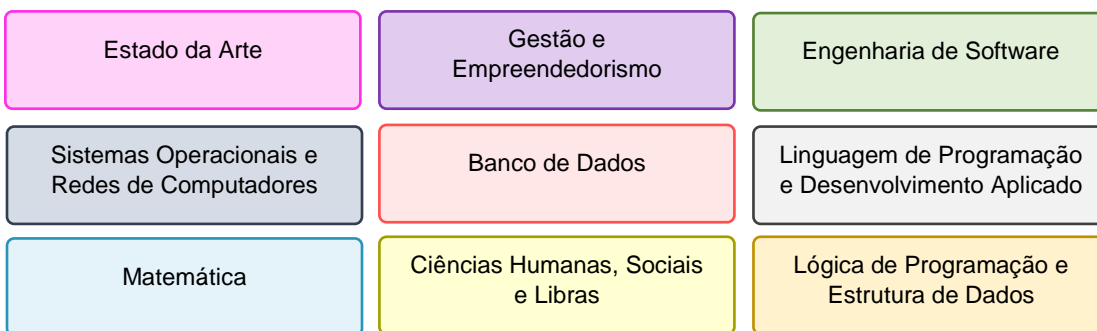 Estado da Arte
Gestão e
Empreendedorismo
Engenharia de Software
Sistemas Operacionais e
Redes de Computadores
Banco de Dados
Linguagem de Programação
e Desenvolvimento Aplicado
Matemática
Ciências Humanas, Sociais
e Libras
Lógica de Programação e
Estrutura de Dados